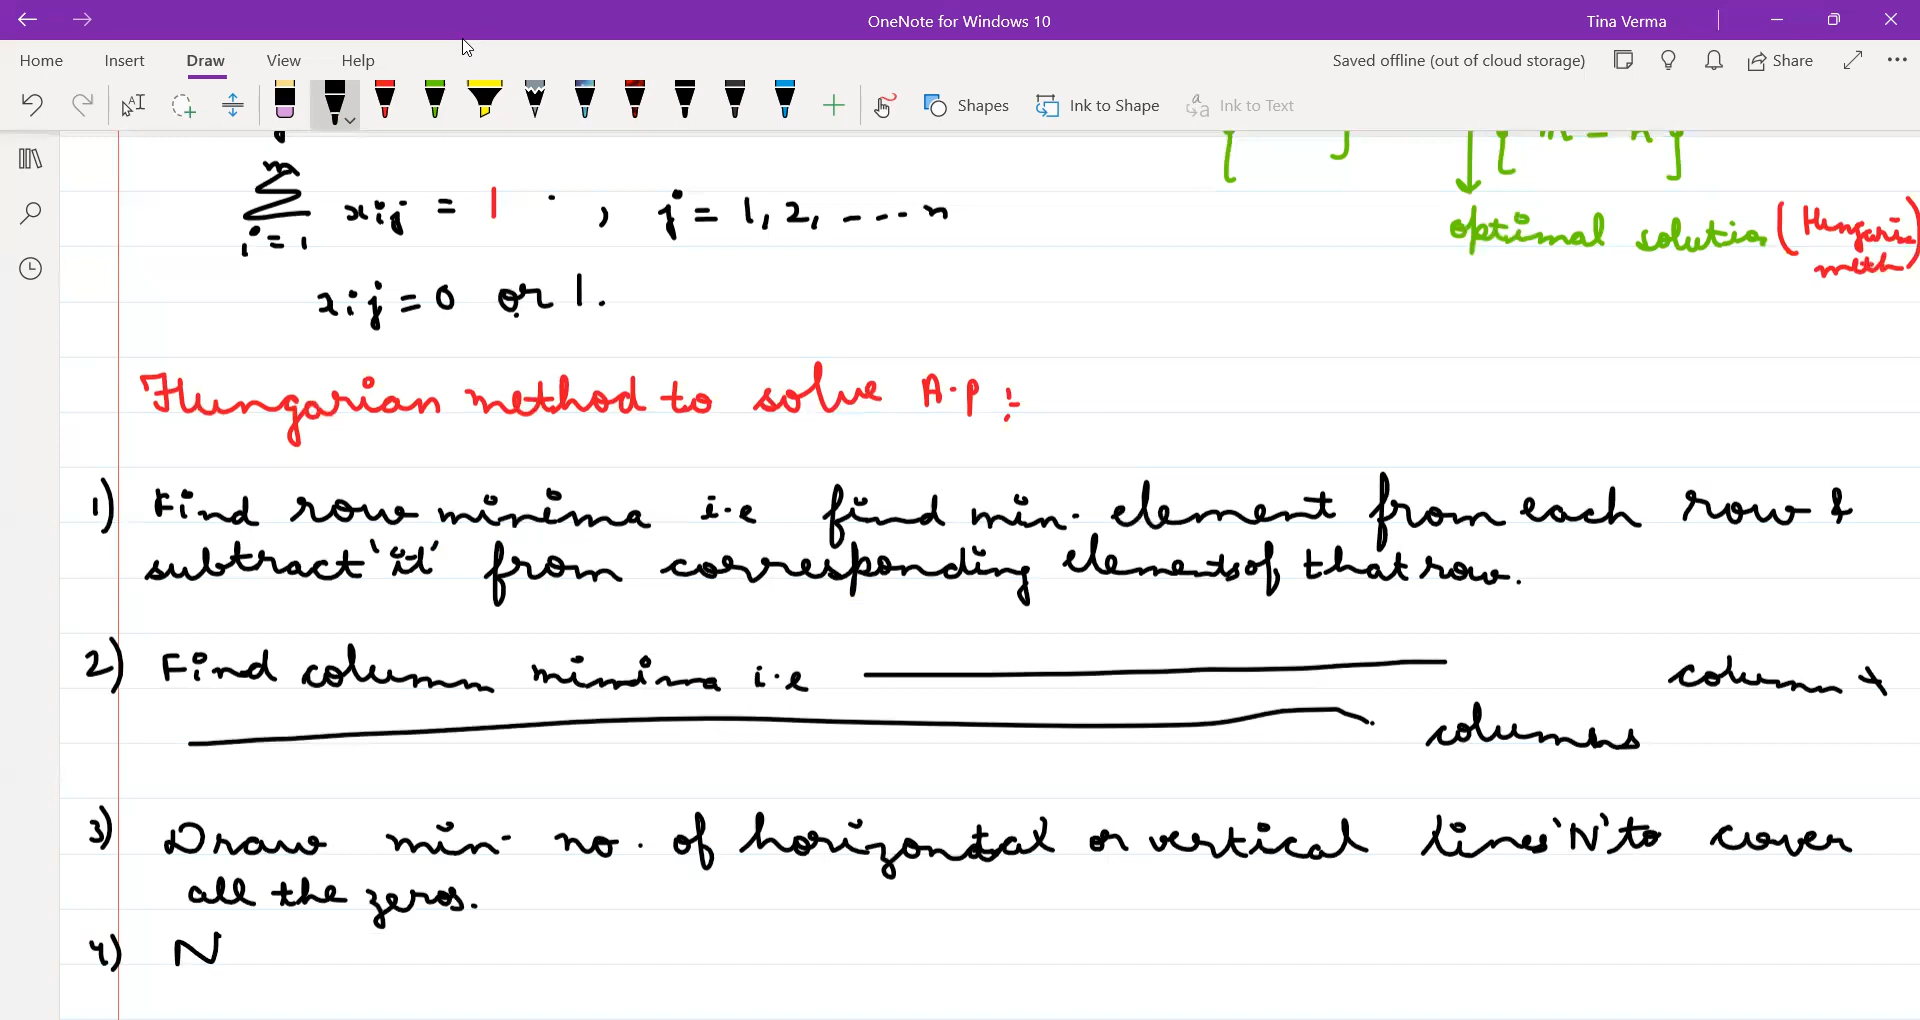 OneNote for Windows 10
Tina Verma
Home Insert Draw View Help
Saved offline (out of cloud storage)
Share
Shapes
Ink to Shape
Ink to Text
m
Σ xij = 1 , j = 1, 2, ---- n
i = 1
xij = 0 or 1.
optimal solution (Hungari
meth)
Hungarian method to solve A.P :-
1) Find row minima i.e find min. element from each row &
subtract 'it' from corresponding elements of that row.
2) Find column minima i.e column &
columns
3) Draw min. no. of horizontal or vertical lines 'N' to cover
all the zeros.
4) N